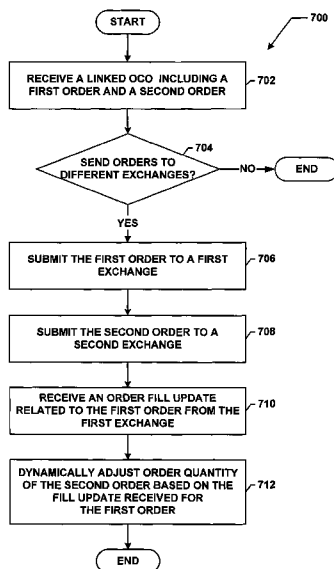 START
700
RECEIVE A LINKED OCO INCLUDING A
FIRST ORDER AND A SECOND ORDER
702
704
SEND ORDERS TO
DIFFERENT EXCHANGES?
NO
END
YES
SUBMIT THE FIRST ORDER TO A FIRST
EXCHANGE
706
SUBMIT THE SECOND ORDER TO A
SECOND EXCHANGE
708
RECEIVE AN ORDER FILL UPDATE
RELATED TO THE FIRST ORDER FROM THE
FIRST EXCHANGE
710
DYNAMICALLY ADJUST ORDER QUANTITY
OF THE SECOND ORDER BASED ON THE
FILL UPDATE RECEIVED FOR
THE FIRST ORDER
712
END